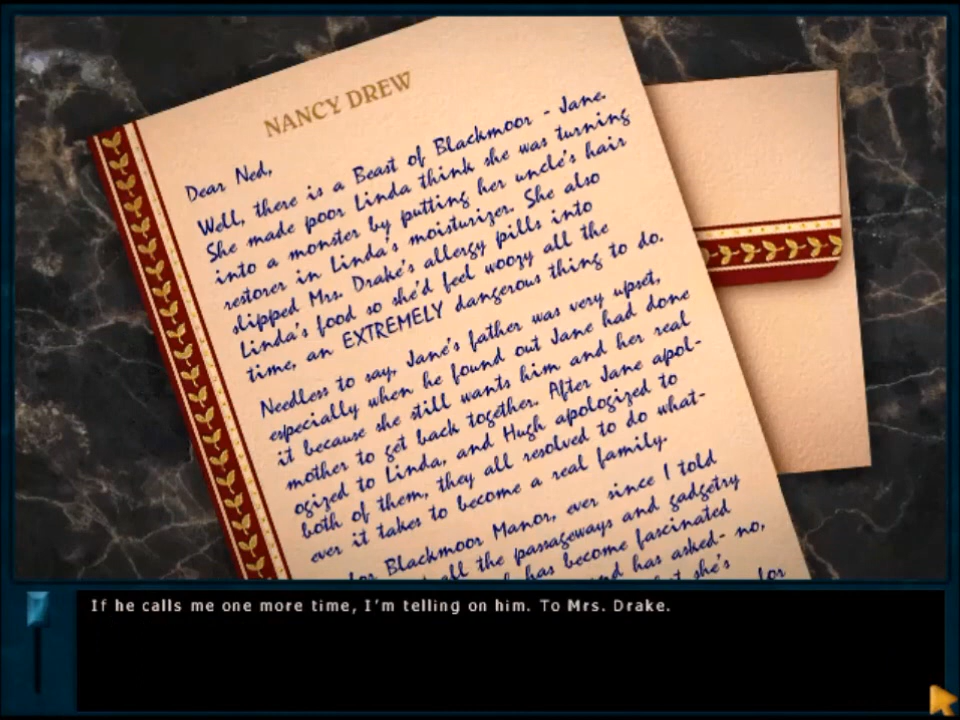 NANCY DREW
Dear Ned,
Well, there is a Beast of Blackmoor - Jane.
She made poor Linda think she was turning
into a monster by putting her uncle's hair
restorer in Linda's moisturizer. She also
slipped Mrs. Drake's allergy pills into
Linda's food so she'd feel woozy all the
time, an EXTREMELY dangerous thing to do.
Needless to say, Jane's father was very upset,
especially when he found out Jane had done
it because she still wants him and her real
mother to get back together. After Jane apol-
ogized to Linda, and Hugh apologized to
both of them, they all resolved to do what-
ever it takes to become a real family.
for Blackmoor Manor, ever since I told
all the passageways and gadgetry
has become fascinated
and has asked- no,
she's
for
If he calls me one more time, I'm telling on him. To Mrs. Drake.